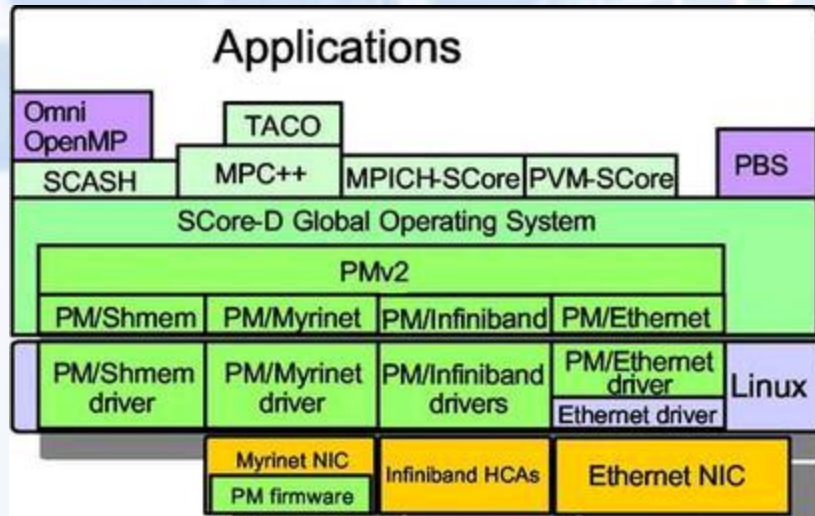 Applications
Omni
OpenMP
TACO
SCASH
MPC++
MPICH-SCore
PVM-SCore
PBS
SCore-D Global Operating System
PMv2
PM/Shmem
PM/Myrinet
PM/Infiniband
PM/Ethernet
PM/Shmem
driver
PM/Myrinet
driver
PM/Infiniband
drivers
PM/Ethernet
driver
Ethernet driver
Linux
Myrinet NIC
PM firmware
Infiniband HCAs
Ethernet NIC